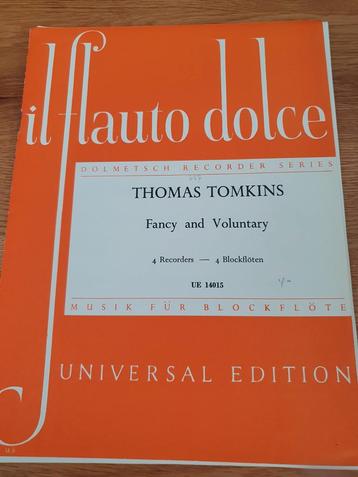 il flauto dolce
DOLMETSCH RECORDER SERIES
THOMAS TOMKINS
Fancy and Voluntary
4 Recorders — 4 Blockflöten
UE 14015
MUSIK FÜR BLOCKFLÖTE
UNIVERSAL EDITION